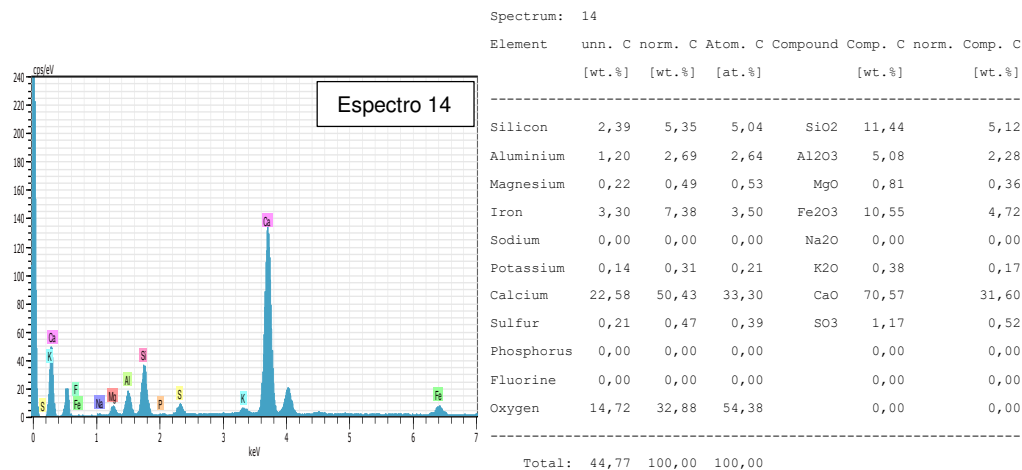 Spectrum: 14
Element unn. C norm. C Atom. C Compound Comp. C norm. Comp. C
[wt.%] [wt.%] [at.%] [wt.%] [wt.%]
Silicon 2,39 5,35 5,04 SiO2 11,44 5,12
Aluminium 1,20 2,69 2,64 Al2O3 5,08 2,28
Magnesium 0,22 0,49 0,53 MgO 0,81 0,36
Iron 3,30 7,38 3,50 Fe2O3 10,55 4,72
Sodium 0,00 0,00 0,00 Na2O 0,00 0,00
Potassium 0,14 0,31 0,21 K2O 0,38 0,17
Calcium 22,58 50,43 33,30 CaO 70,57 31,60
Sulfur 0,21 0,47 0,39 SO3 1,17 0,52
Phosphorus 0,00 0,00 0,00 0,00 0,00
Fluorine 0,00 0,00 0,00 0,00 0,00
Oxygen 14,72 32,88 54,38 0,00 0,00
Total: 44,77 100,00 100,00
cps/eV
Espectro 14
240
220
200
180
160
140
120
100
80
60
40
20
0
Ca
Ca
K
S
F
Fe
Na
Mg
Al
Si
P
S
K
Fe
0 1 2 3 4 5 6 7
keV